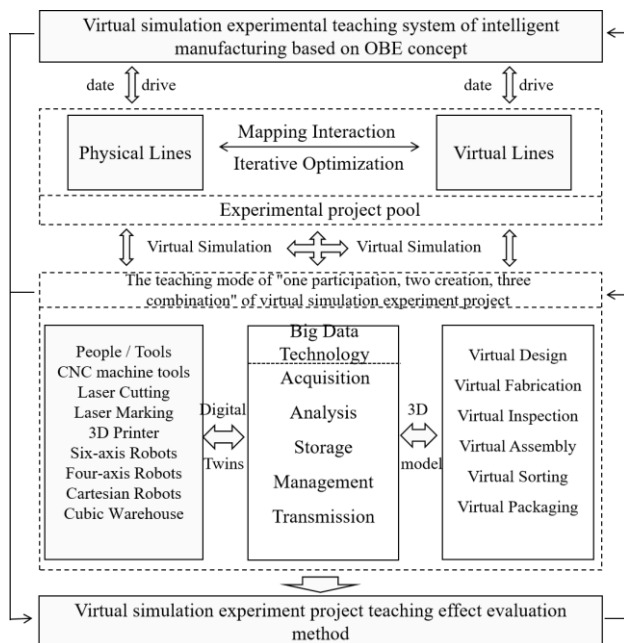 Virtual simulation experimental teaching system of intelligent
manufacturing based on OBE concept
date drive
date drive
Physical Lines
Mapping Interaction
Iterative Optimization
Virtual Lines
Experimental project pool
Virtual Simulation
Virtual Simulation
The teaching mode of "one participation, two creation, three
combination" of virtual simulation experiment project
People / Tools
CNC machine tools
Laser Cutting
Laser Marking
3D Printer
Six-axis Robots
Four-axis Robots
Cartesian Robots
Cubic Warehouse
Digital
Twins
Big Data
Technology
Acquisition
Analysis
Storage
Management
Transmission
3D
model
Virtual Design
Virtual Fabrication
Virtual Inspection
Virtual Assembly
Virtual Sorting
Virtual Packaging
Virtual simulation experiment project teaching effect evaluation
method